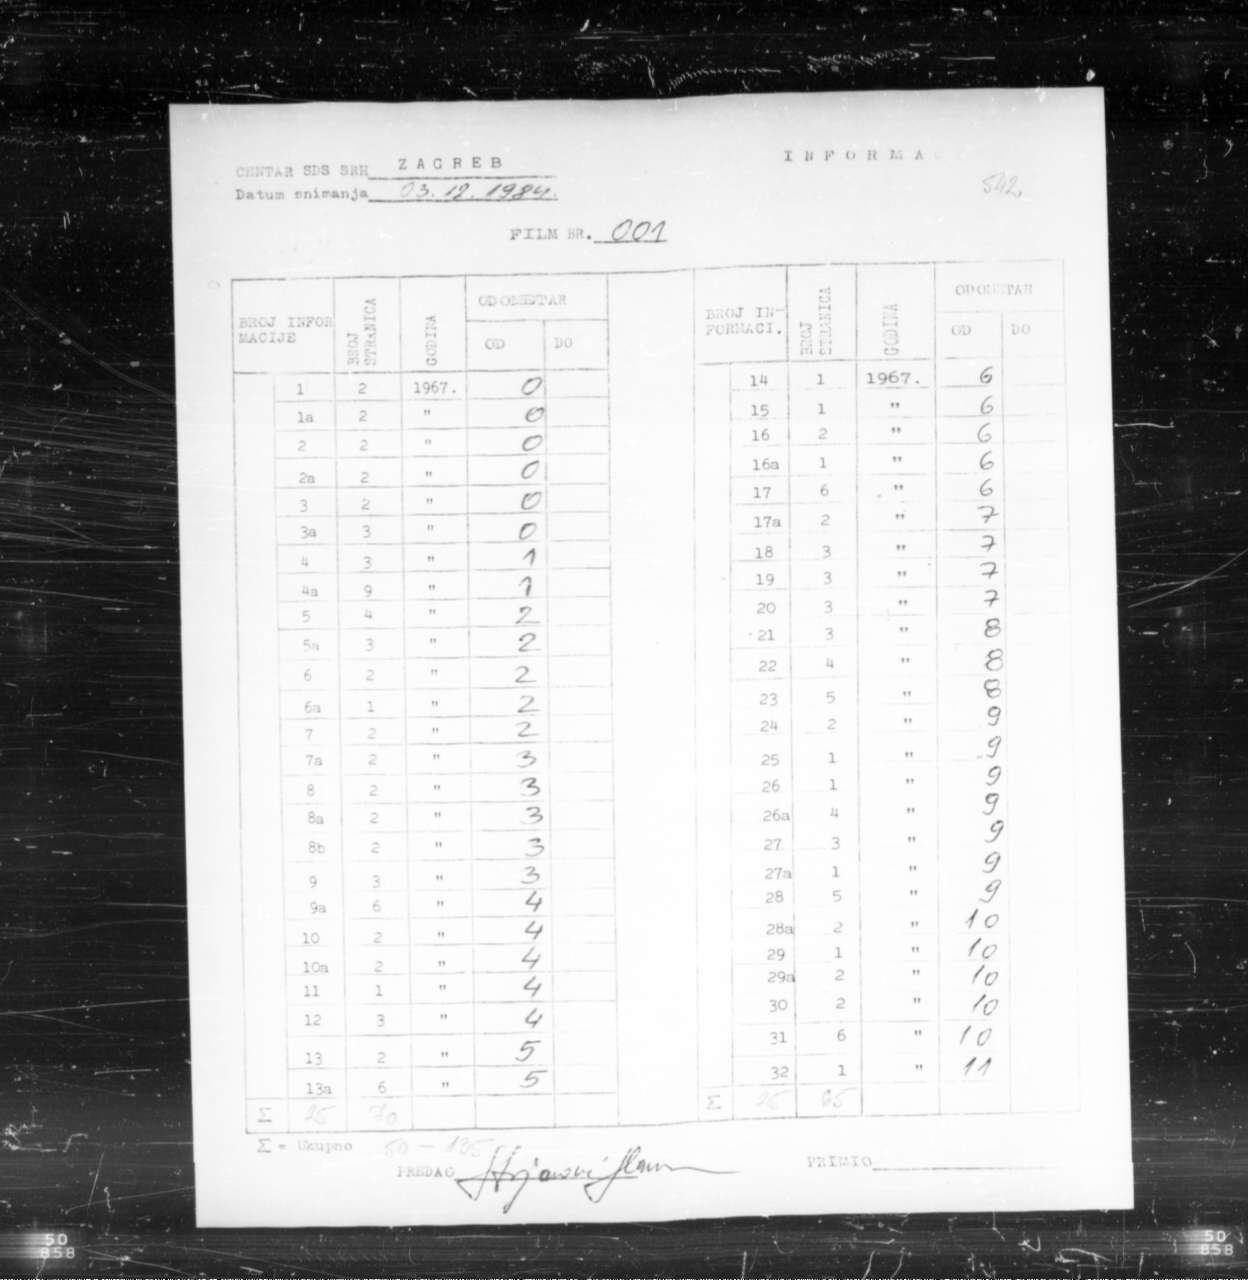 CENTAR SDS SRH ZAGREB
INFORMAC
Datum snimanja 03.12.1984.
542
FILM BR. 001
BROJ INFOR MACIJE BROJ STRANICA GODINA ODOMETAR OD DO
BROJ IN- FORMACI. BROJ STRANICA GODINA ODOMETAR OD DO
1 2 1967. 0 14 1 1967. 6
1a 2 " 0 15 1 " 6
2 2 " 0 16 2 " 6
2a 2 " 0 16a 1 " 6
3 2 " 0 17 6 " 6
3a 3 " 0 17a 2 " 7
4 3 " 1 18 3 " 7
4a 9 " 1 19 3 " 7
5 4 " 2 20 3 " 7
5a 3 " 2 21 3 " 8
6 2 " 2 22 4 " 8
6a 1 " 2 23 5 " 8
7 2 " 2 24 2 " 9
7a 2 " 3 25 1 " 9
8 2 " 3 26 1 " 9
8a 2 " 3 26a 4 " 9
8b 2 " 3 27 3 " 9
9 3 " 3 27a 1 " 9
9a 6 " 4 28 5 " 9
10 2 " 4 28a 2 " 10
10a 2 " 4 29 1 " 10
11 1 " 4 29a 2 " 10
12 3 " 4 30 2 " 10
13 2 " 5 31 6 " 10
13a 6 " 5 32 1 " 11
Σ 25 70 Σ 25 65
Σ = Ukupno 50 - 135
PREDAO
PRIMIO
50 858
50 858